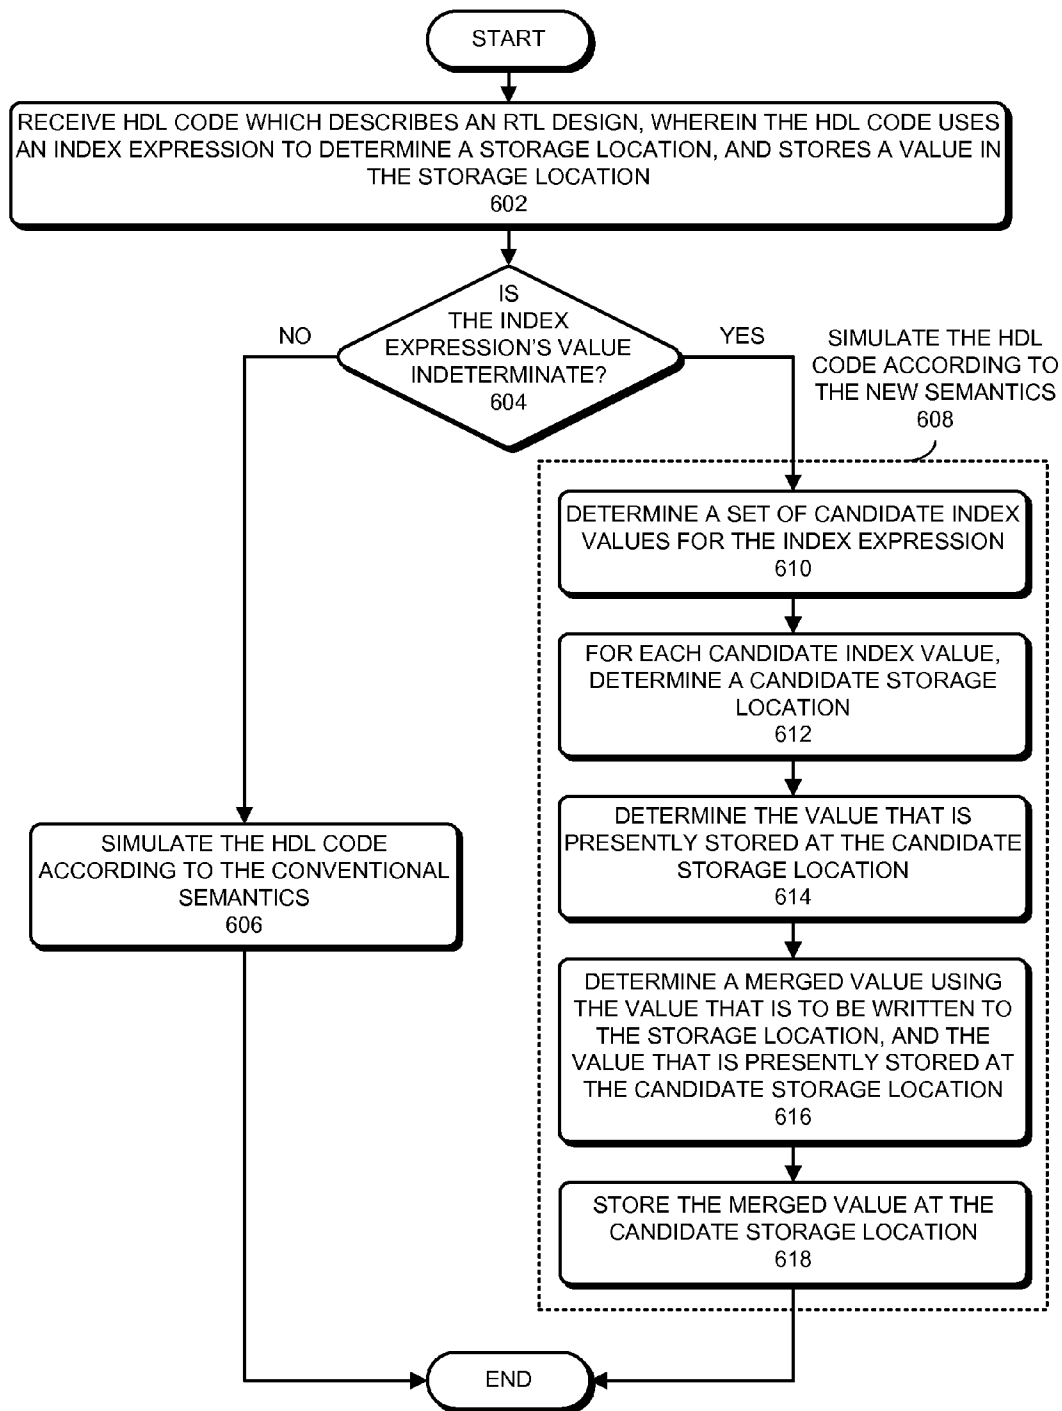 START
RECEIVE HDL CODE WHICH DESCRIBES AN RTL DESIGN, WHEREIN THE HDL CODE USES
AN INDEX EXPRESSION TO DETERMINE A STORAGE LOCATION, AND STORES A VALUE IN
THE STORAGE LOCATION
602
IS
THE INDEX
EXPRESSION'S VALUE
INDETERMINATE?
604
NO
YES
SIMULATE THE HDL
CODE ACCORDING TO
THE NEW SEMANTICS
608
DETERMINE A SET OF CANDIDATE INDEX
VALUES FOR THE INDEX EXPRESSION
610
FOR EACH CANDIDATE INDEX VALUE,
DETERMINE A CANDIDATE STORAGE
LOCATION
612
DETERMINE THE VALUE THAT IS
PRESENTLY STORED AT THE CANDIDATE
STORAGE LOCATION
614
SIMULATE THE HDL CODE
ACCORDING TO THE CONVENTIONAL
SEMANTICS
606
DETERMINE A MERGED VALUE USING
THE VALUE THAT IS TO BE WRITTEN TO
THE STORAGE LOCATION, AND THE
VALUE THAT IS PRESENTLY STORED AT
THE CANDIDATE STORAGE LOCATION
616
STORE THE MERGED VALUE AT THE
CANDIDATE STORAGE LOCATION
618
END